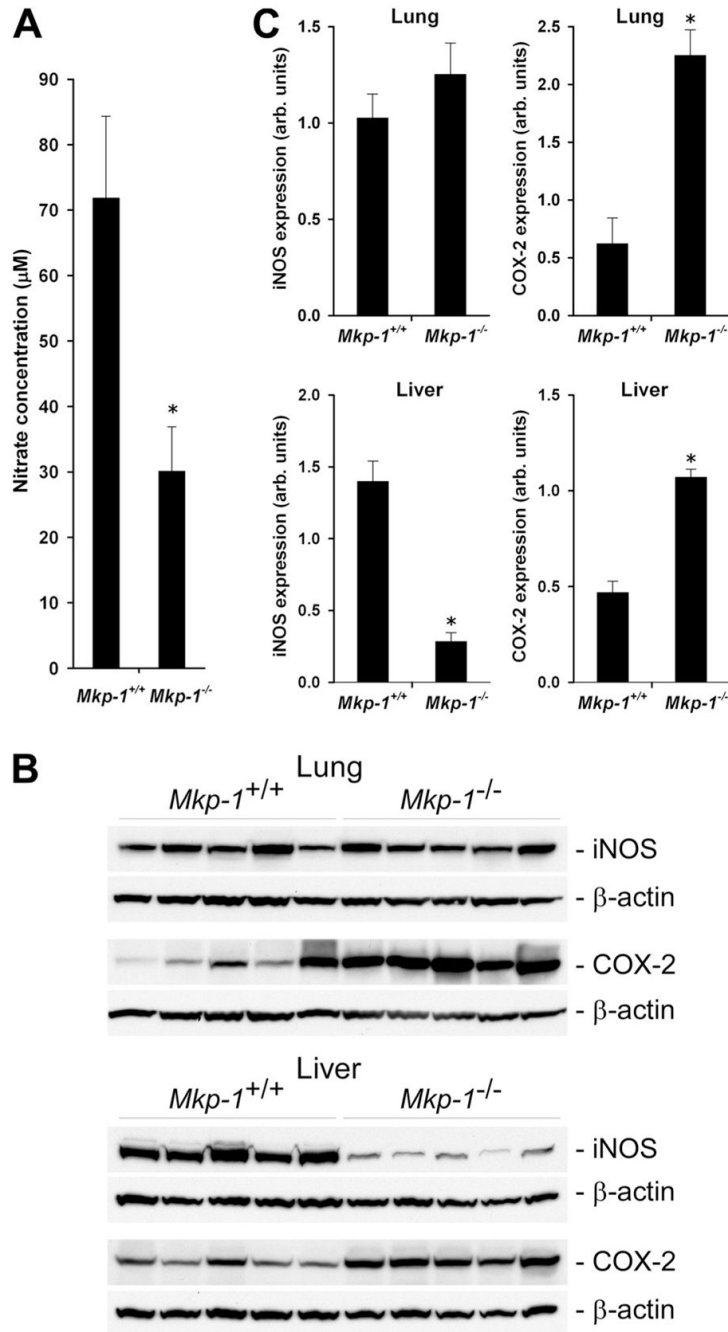 A
Nitrate concentration (μM)
90
80
70
60
50
40
30
20
10
0
*
Mkp-1+/+ Mkp-1-/-
C
Lung
iNOS expression (arb. units)
1.5
1.0
0.5
0.0
Mkp-1+/+ Mkp-1-/-
Lung
COX-2 expression (arb. units)
2.5
2.0
1.5
1.0
0.5
0.0
*
Mkp-1+/+ Mkp-1-/-
Liver
iNOS expression (arb. units)
2.0
1.5
1.0
0.5
0.0
*
Mkp-1+/+ Mkp-1-/-
Liver
COX-2 expression (arb. units)
1.5
1.0
0.5
0.0
*
Mkp-1+/+ Mkp-1-/-
B
Lung
Mkp-1+/+ Mkp-1-/-
- iNOS
- β-actin
- COX-2
- β-actin
Liver
Mkp-1+/+ Mkp-1-/-
- iNOS
- β-actin
- COX-2
- β-actin